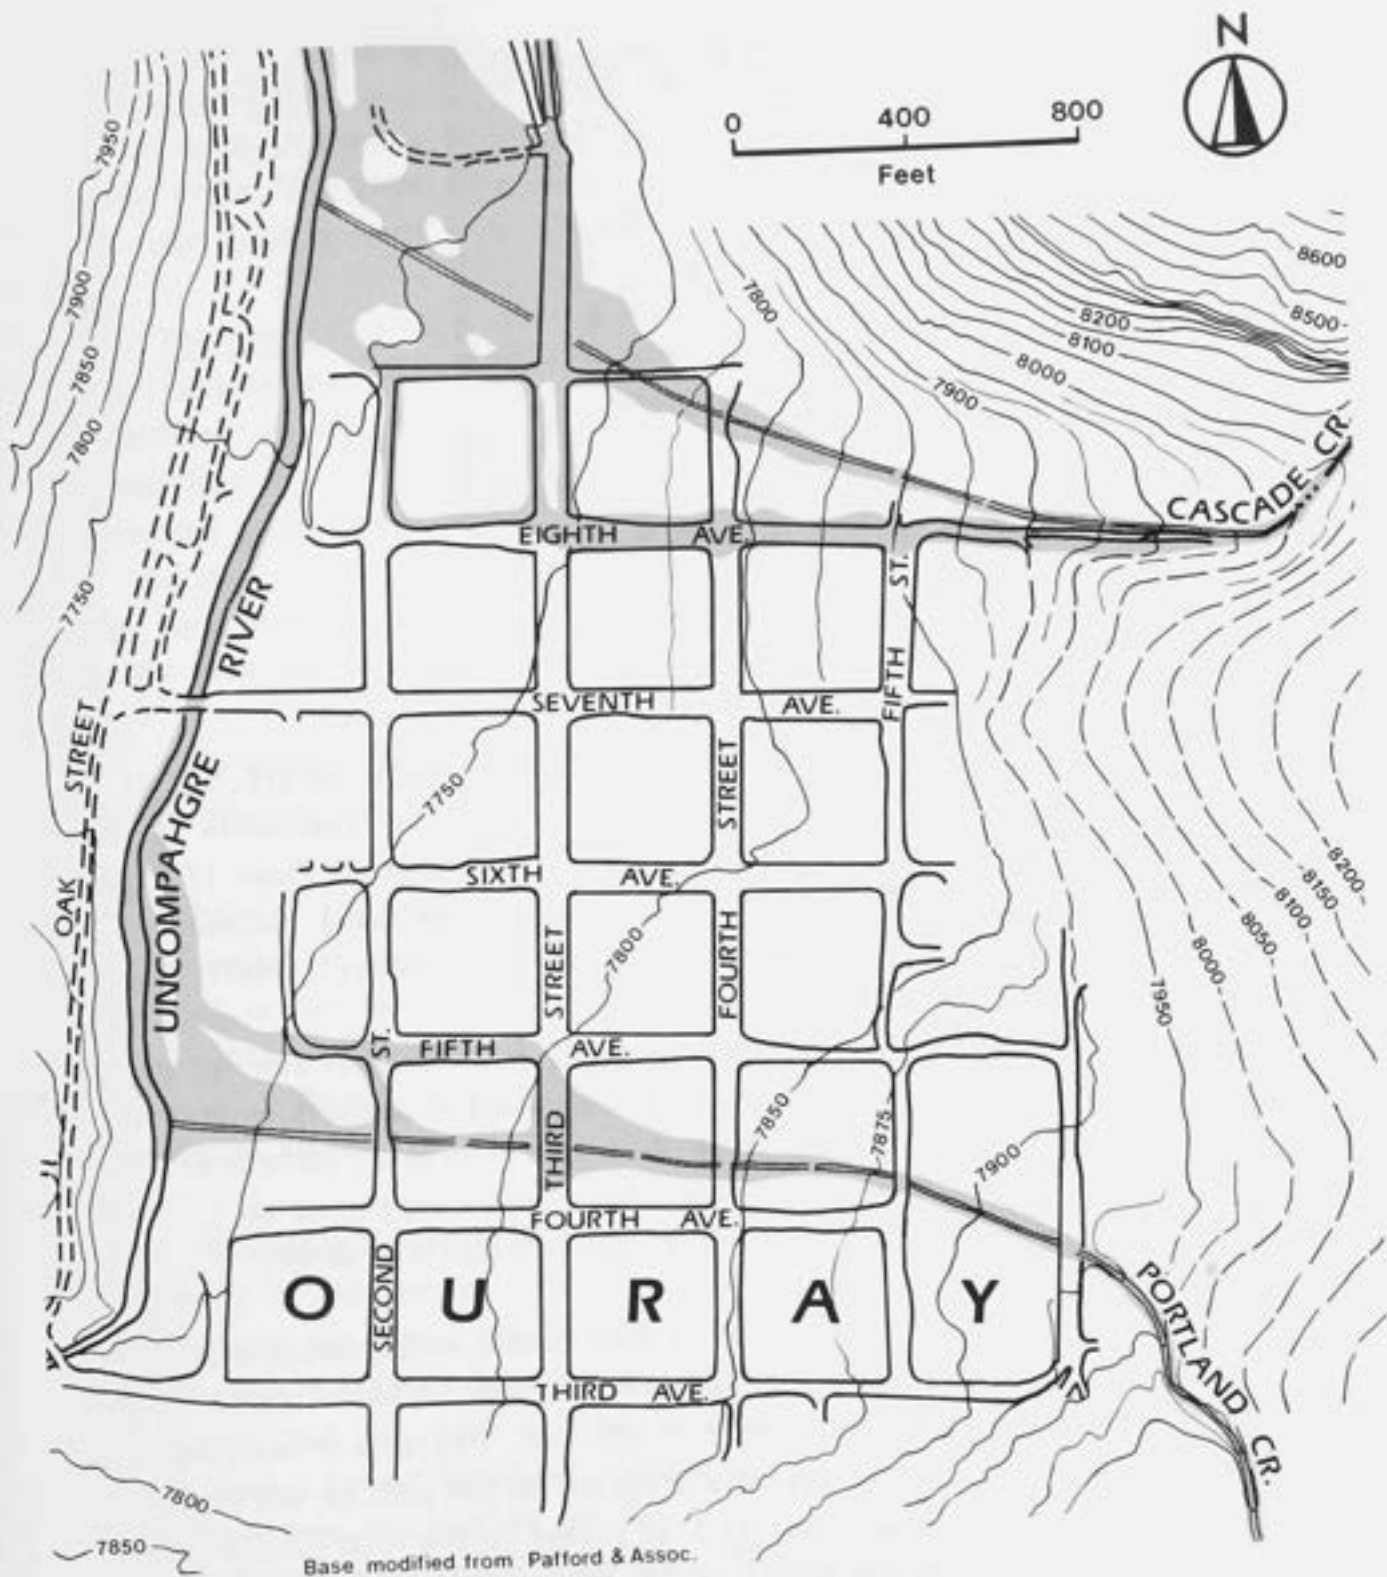 N
0 400 800
Feet
7950
7900
7850
7800
7750
7800
8600
8500
8200
8100
8000
7900
CASCADE CR.
EIGHTH AVE.
FIFTH ST.
UNCOMPAHGRE RIVER
SEVENTH AVE.
OAK STREET
7750
FOURTH STREET
SIXTH AVE.
THIRD STREET
7800
8200
8150
8100
8050
8000
7950
SECOND ST.
FIFTH AVE.
7850
7875
7900
FOURTH AVE.
OURAY
PORTLAND CR.
THIRD AVE.
7800
7850
Base modified from Pafford & Assoc.